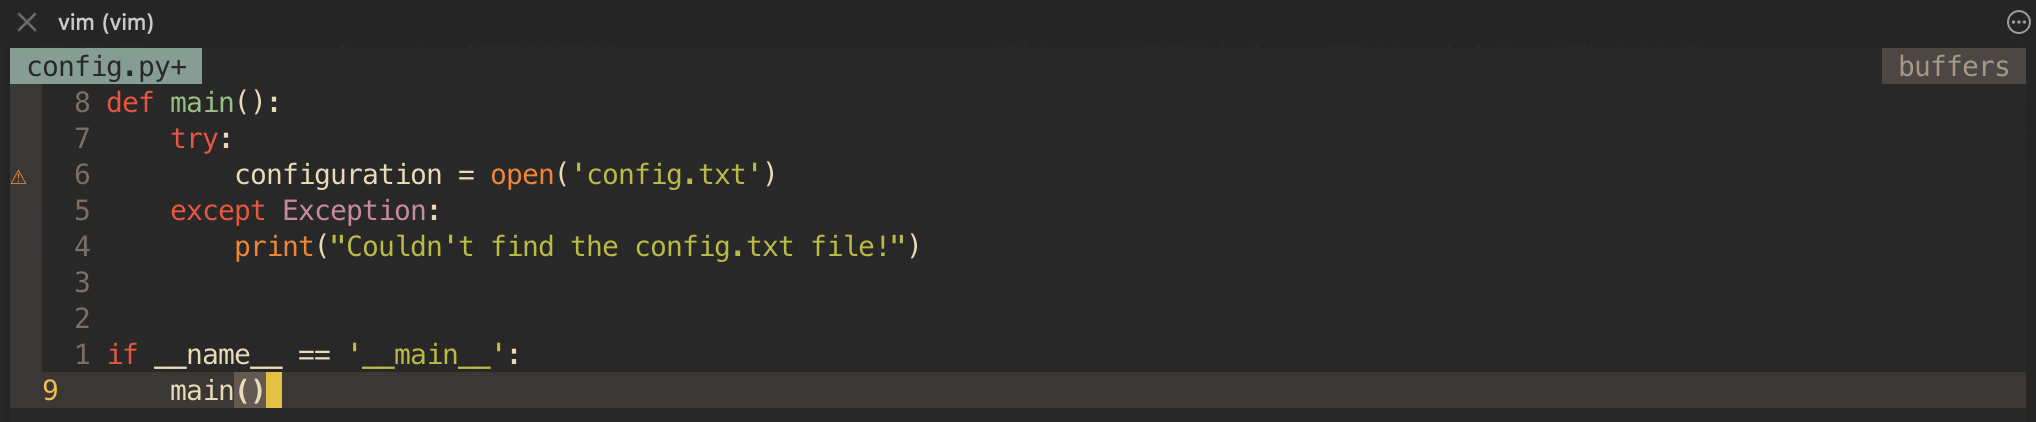 vim (vim)
config.py+ buffers
8 def main():
7     try:
⚠ 6         configuration = open('config.txt')
5     except Exception:
4         print("Couldn't find the config.txt file!")
3
2
1 if __name__ == '__main__':
9     main()